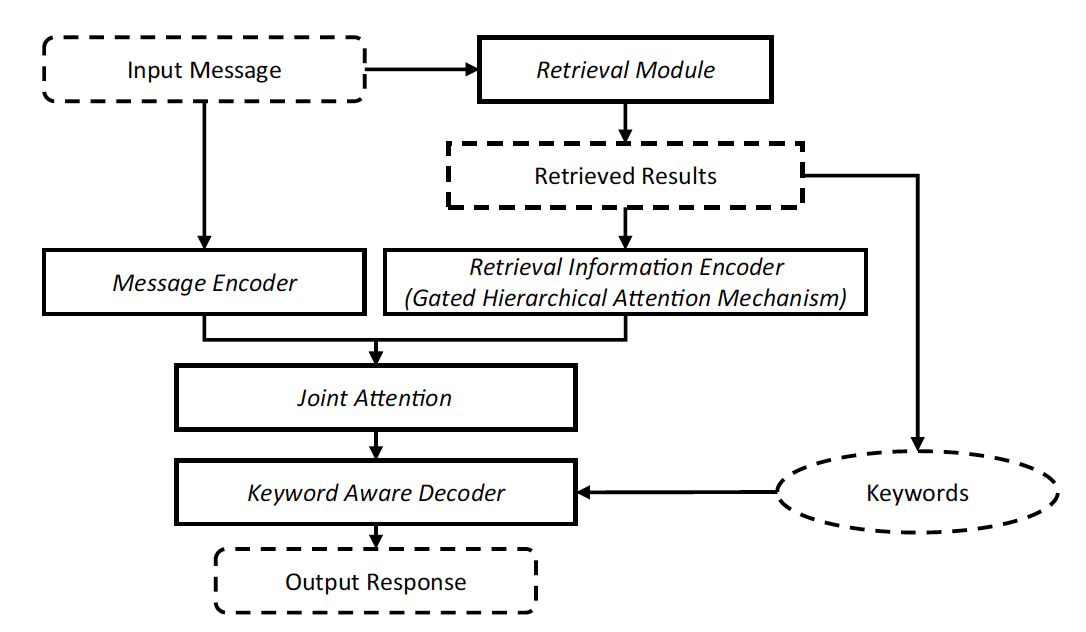 Input Message
Retrieval Module
Retrieved Results
Message Encoder
Retrieval Information Encoder
(Gated Hierarchical Attention Mechanism)
Joint Attention
Keyword Aware Decoder
Keywords
Output Response